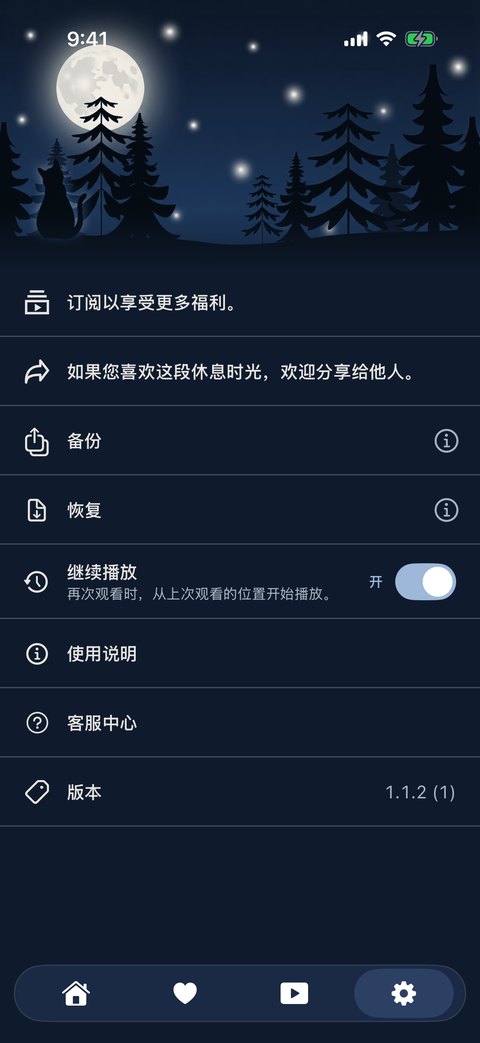 9:41
订阅以享受更多福利。
如果您喜欢这段休息时光，欢迎分享给他人。
备份
恢复
继续播放
再次观看时，从上次观看的位置开始播放。
开
使用说明
客服中心
版本
1.1.2 (1)